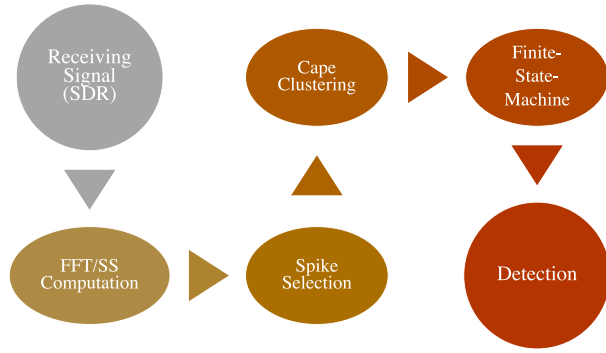 Receiving
Signal
(SDR)
FFT/SS
Computation
Spike
Selection
Cape
Clustering
Finite-
State-
Machine
Detection